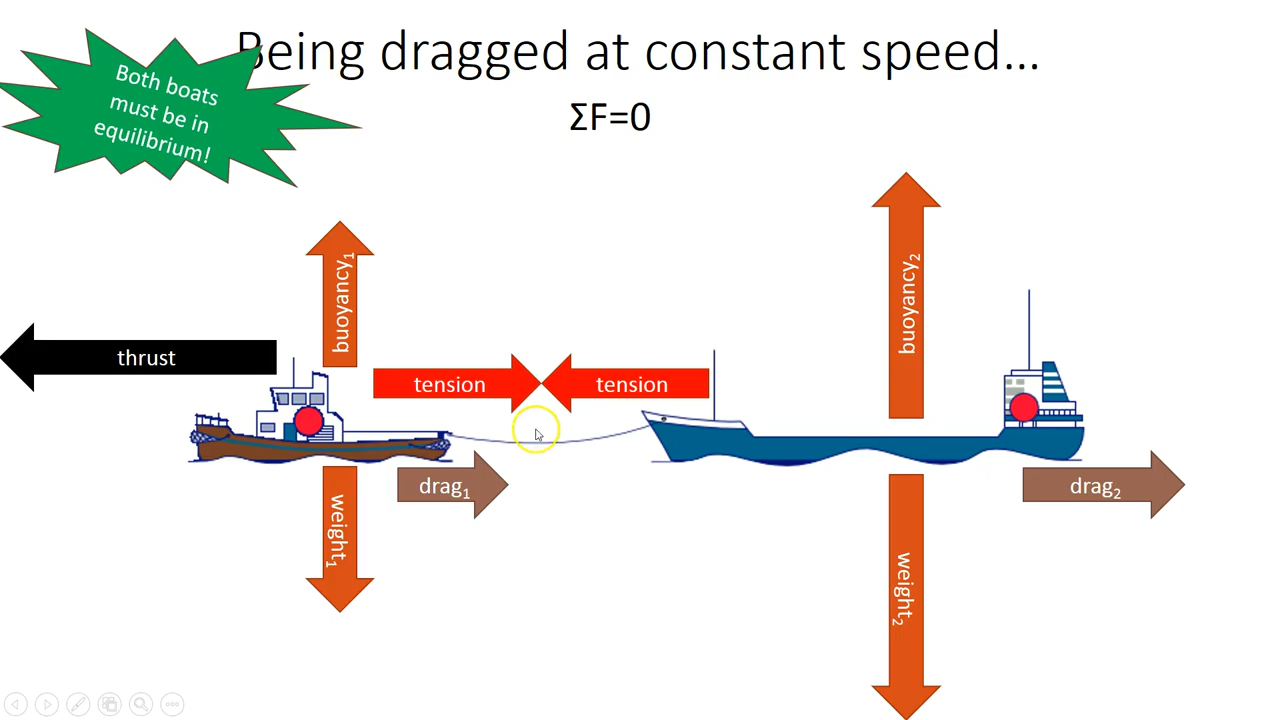 Being dragged at constant speed...
ΣF=0
Both boats
must be in
equilibrium!
buoyancy₁
buoyancy₂
thrust
tension
tension
drag₁
drag₂
weight₁
weight₂